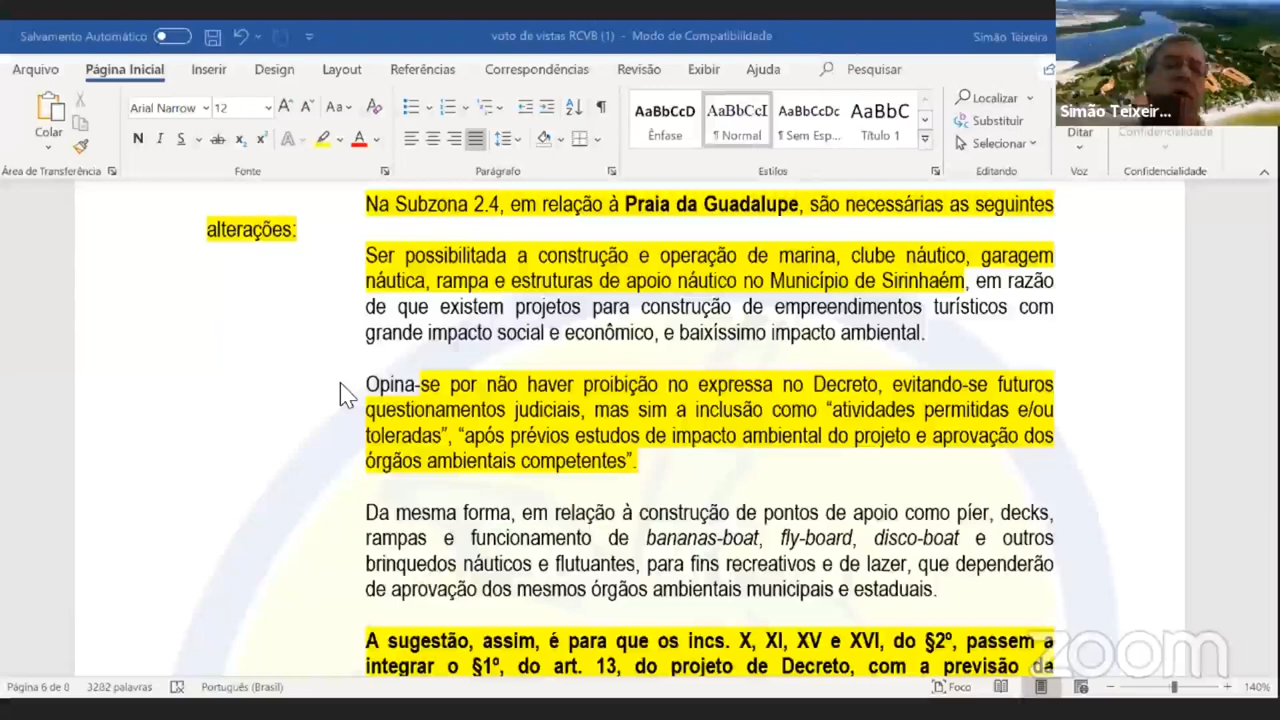 Salvamento Automático
voto de vistas RCVB (1) - Modo de Compatibilidade
Simão Teixeira
Arquivo Página Inicial Inserir Design Layout Referências Correspondências Revisão Exibir Ajuda Pesquisar
Simão Teixeir...
Colar
Arial Narrow 12
N I S ab x₂ x²
AaBbCcD AaBbCcI AaBbCcDc AaBbC
Ênfase ¶ Normal ¶ Sem Esp... Título 1
Localizar
Substituir
Selecionar
Ditar
Confidencialidade
Área de Transferência Fonte Parágrafo Estilos Editando Voz Confidencialidade
Na Subzona 2.4, em relação à Praia da Guadalupe, são necessárias as seguintes
alterações:
Ser possibilitada a construção e operação de marina, clube náutico, garagem
náutica, rampa e estruturas de apoio náutico no Município de Sirinhaém, em razão
de que existem projetos para construção de empreendimentos turísticos com
grande impacto social e econômico, e baixíssimo impacto ambiental.
Opina-se por não haver proibição no expressa no Decreto, evitando-se futuros
questionamentos judiciais, mas sim a inclusão como “atividades permitidas e/ou
toleradas”, “após prévios estudos de impacto ambiental do projeto e aprovação dos
órgãos ambientais competentes”.
Da mesma forma, em relação à construção de pontos de apoio como píer, decks,
rampas e funcionamento de bananas-boat, fly-board, disco-boat e outros
brinquedos náuticos e flutuantes, para fins recreativos e de lazer, que dependerão
de aprovação dos mesmos órgãos ambientais municipais e estaduais.
A sugestão, assim, é para que os incs. X, XI, XV e XVI, do §2º, passem a
integrar o §1º, do art. 13, do projeto de Decreto, com a previsão da
zoom
Página 6 de 8 3282 palavras Português (Brasil) Foco 140%